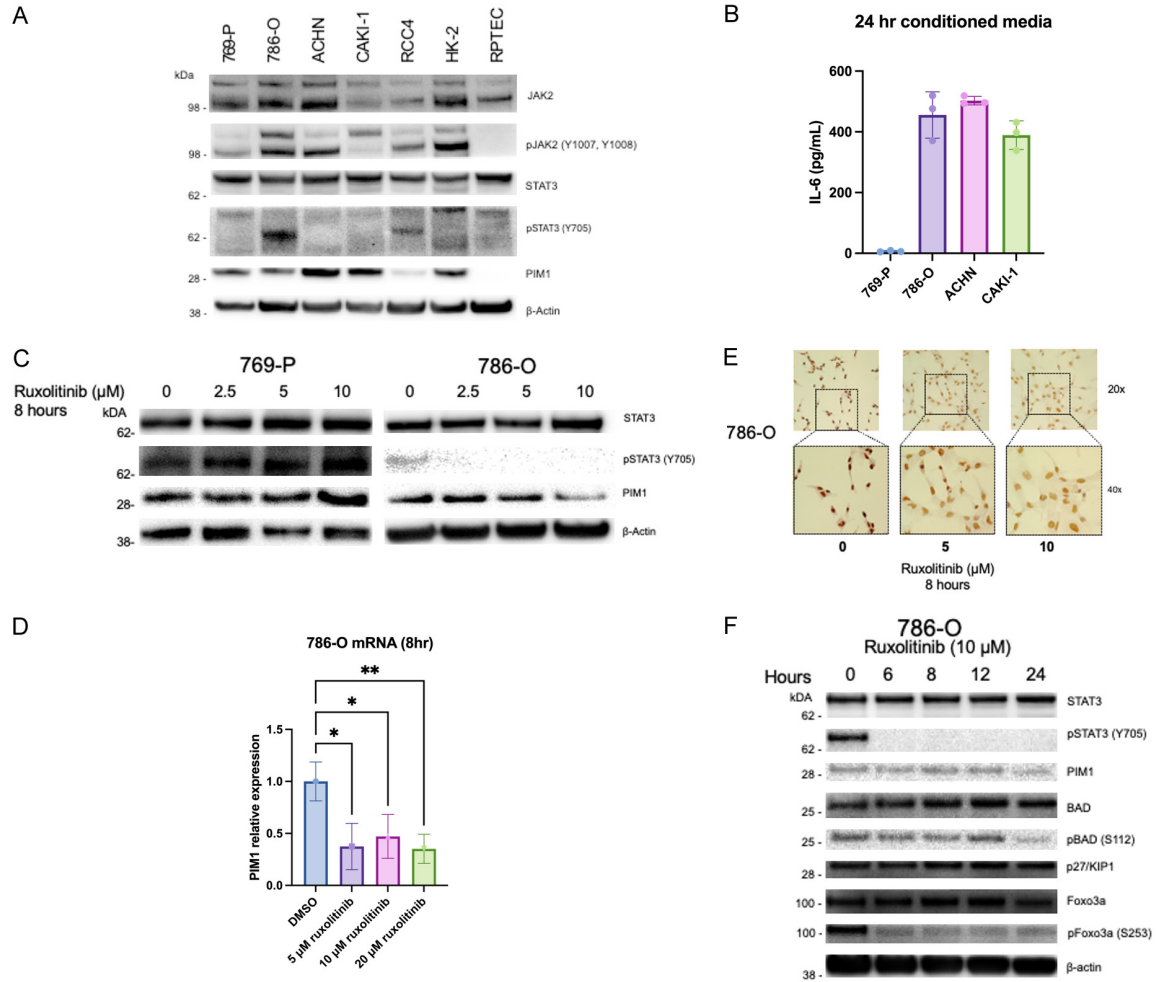 A
769-P 786-O ACHN CAKI-1 RCC4 HK-2 RPTEC
kDa
98 - JAK2
98 - pJAK2 (Y1007, Y1008)
STAT3
62 -
pSTAT3 (Y705)
62 -
PIM1
28 -
38 - β-Actin
B
24 hr conditioned media
IL-6 (pg/mL)
600
400
200
0
769-P 786-O ACHN CAKI-1
C
769-P 786-O
Ruxolitinib (μM) 0 2.5 5 10 0 2.5 5 10
8 hours
kDA
62- STAT3
62- pSTAT3 (Y705)
28- PIM1
38- β-Actin
D
786-O mRNA (8hr)
**
*
*
PIM1 relative expression
1.5
1.0
0.5
0.0
DMSO 5 μM ruxolitinib 10 μM ruxolitinib 20 μM ruxolitinib
E
20x
786-O
40x
0 5 10
Ruxolitinib (μM)
8 hours
F
786-O
Ruxolitinib (10 μM)
Hours 0 6 8 12 24
kDA
STAT3
62 -
pSTAT3 (Y705)
62 -
28 - PIM1
25 - BAD
25 - pBAD (S112)
28 - p27/KIP1
100 - Foxo3a
100 - pFoxo3a (S253)
38 - β-actin